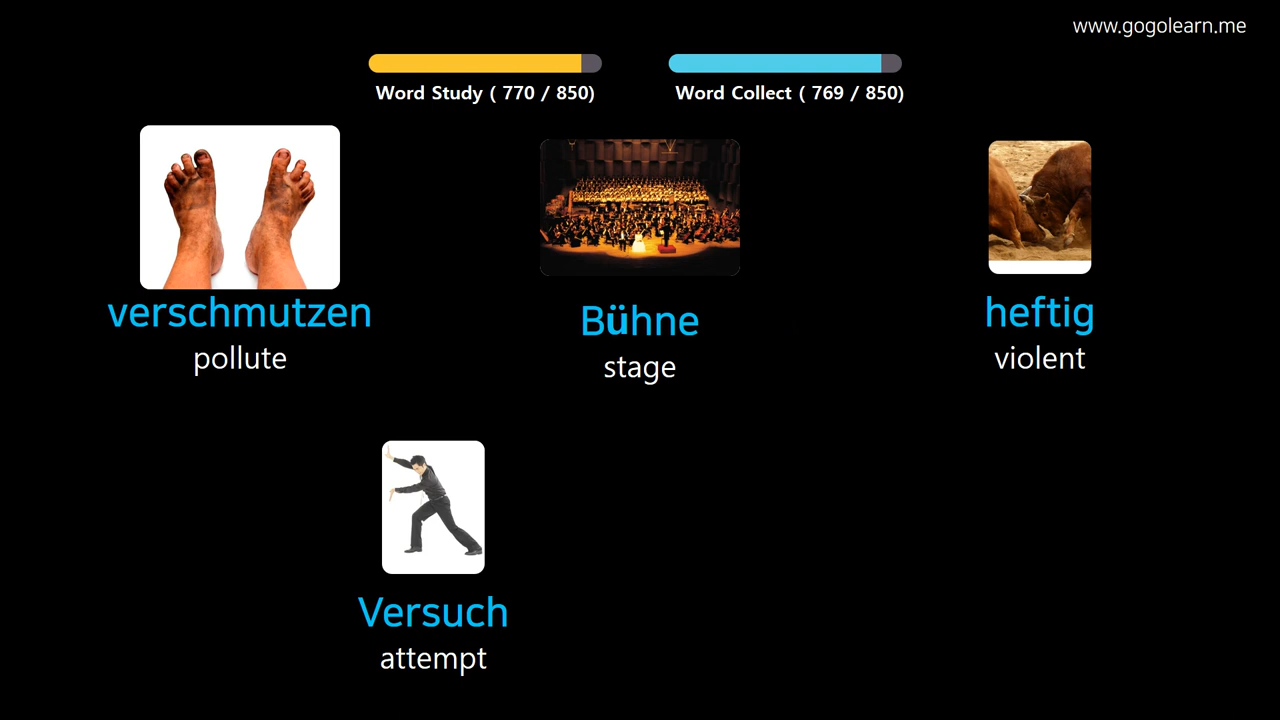 www.gogolearn.me
Word Study ( 770 / 850)
Word Collect ( 769 / 850)
verschmutzen
pollute
Bühne
stage
heftig
violent
Versuch
attempt